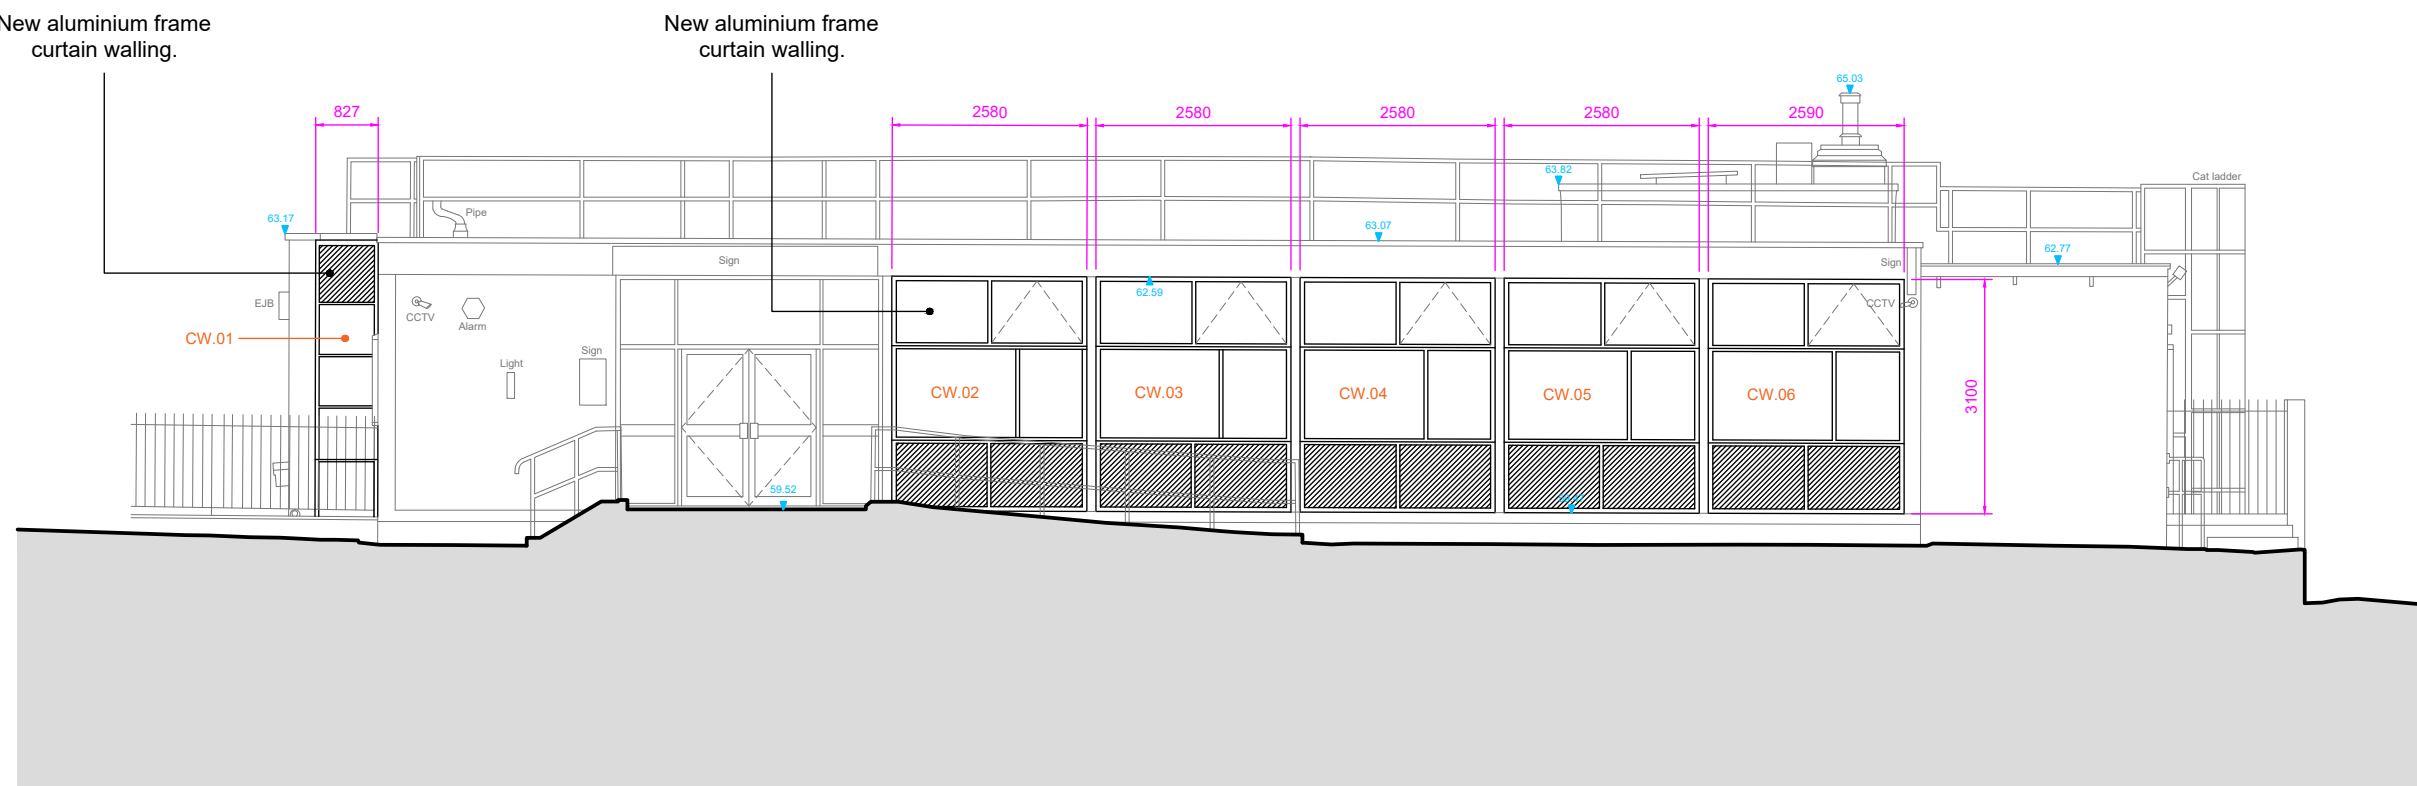 New aluminium frame
curtain walling.
New aluminium frame
curtain walling.
65.03
827
2580
2580
2580
2580
2590
63.82
Cat ladder
Pipe
63.17
63.07
62.77
Sign
Sign
62.59
EJB
CCTV
Alarm
CCTV
CW.01
Sign
Light
CW.02
CW.03
CW.04
CW.05
CW.06
3100
59.52